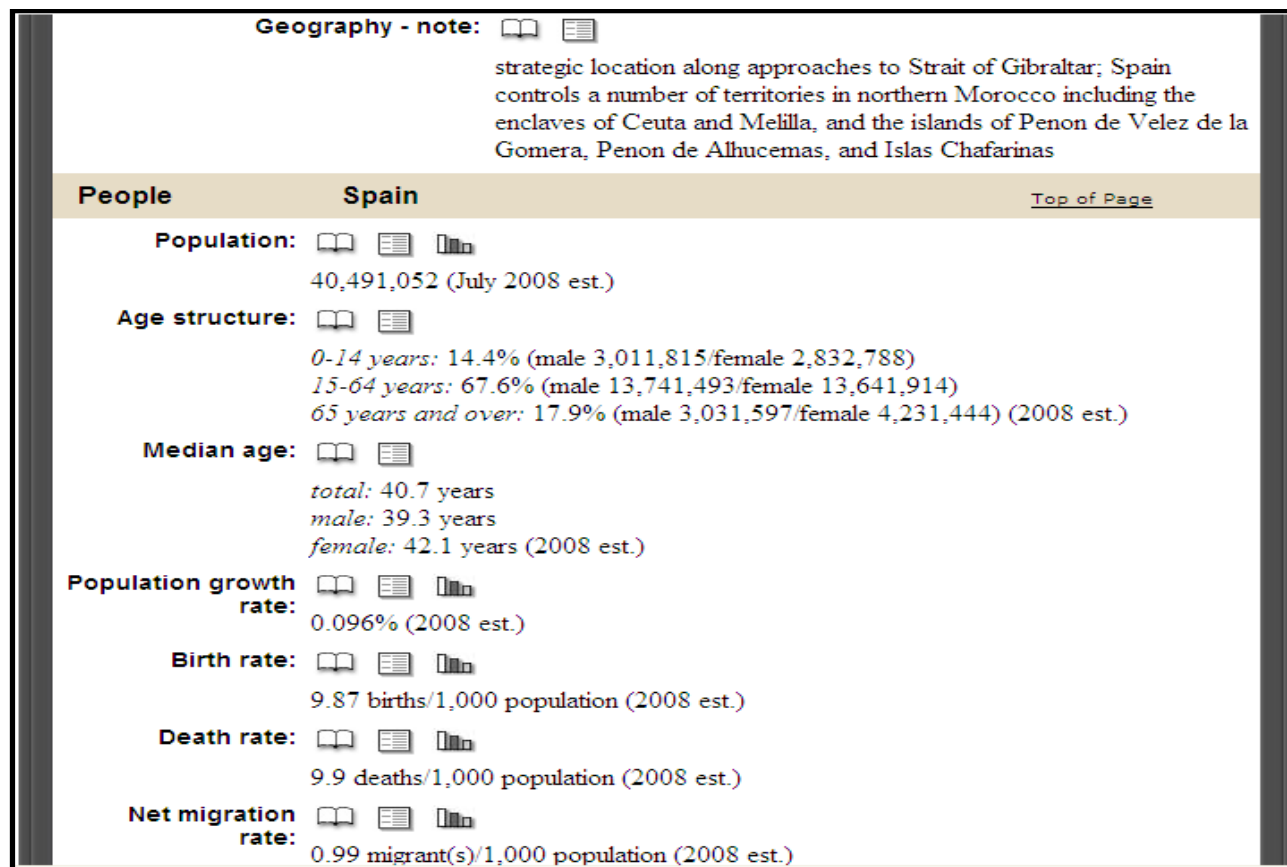 Geography - note:
strategic location along approaches to Strait of Gibraltar; Spain
controls a number of territories in northern Morocco including the
enclaves of Ceuta and Melilla, and the islands of Penon de Velez de la
Gomera, Penon de Alhucemas, and Islas Chafarinas
People Spain Top of Page
Population:
40,491,052 (July 2008 est.)
Age structure:
0-14 years: 14.4% (male 3,011,815/female 2,832,788)
15-64 years: 67.6% (male 13,741,493/female 13,641,914)
65 years and over: 17.9% (male 3,031,597/female 4,231,444) (2008 est.)
Median age:
total: 40.7 years
male: 39.3 years
female: 42.1 years (2008 est.)
Population growth
rate:
0.096% (2008 est.)
Birth rate:
9.87 births/1,000 population (2008 est.)
Death rate:
9.9 deaths/1,000 population (2008 est.)
Net migration
rate:
0.99 migrant(s)/1,000 population (2008 est.)